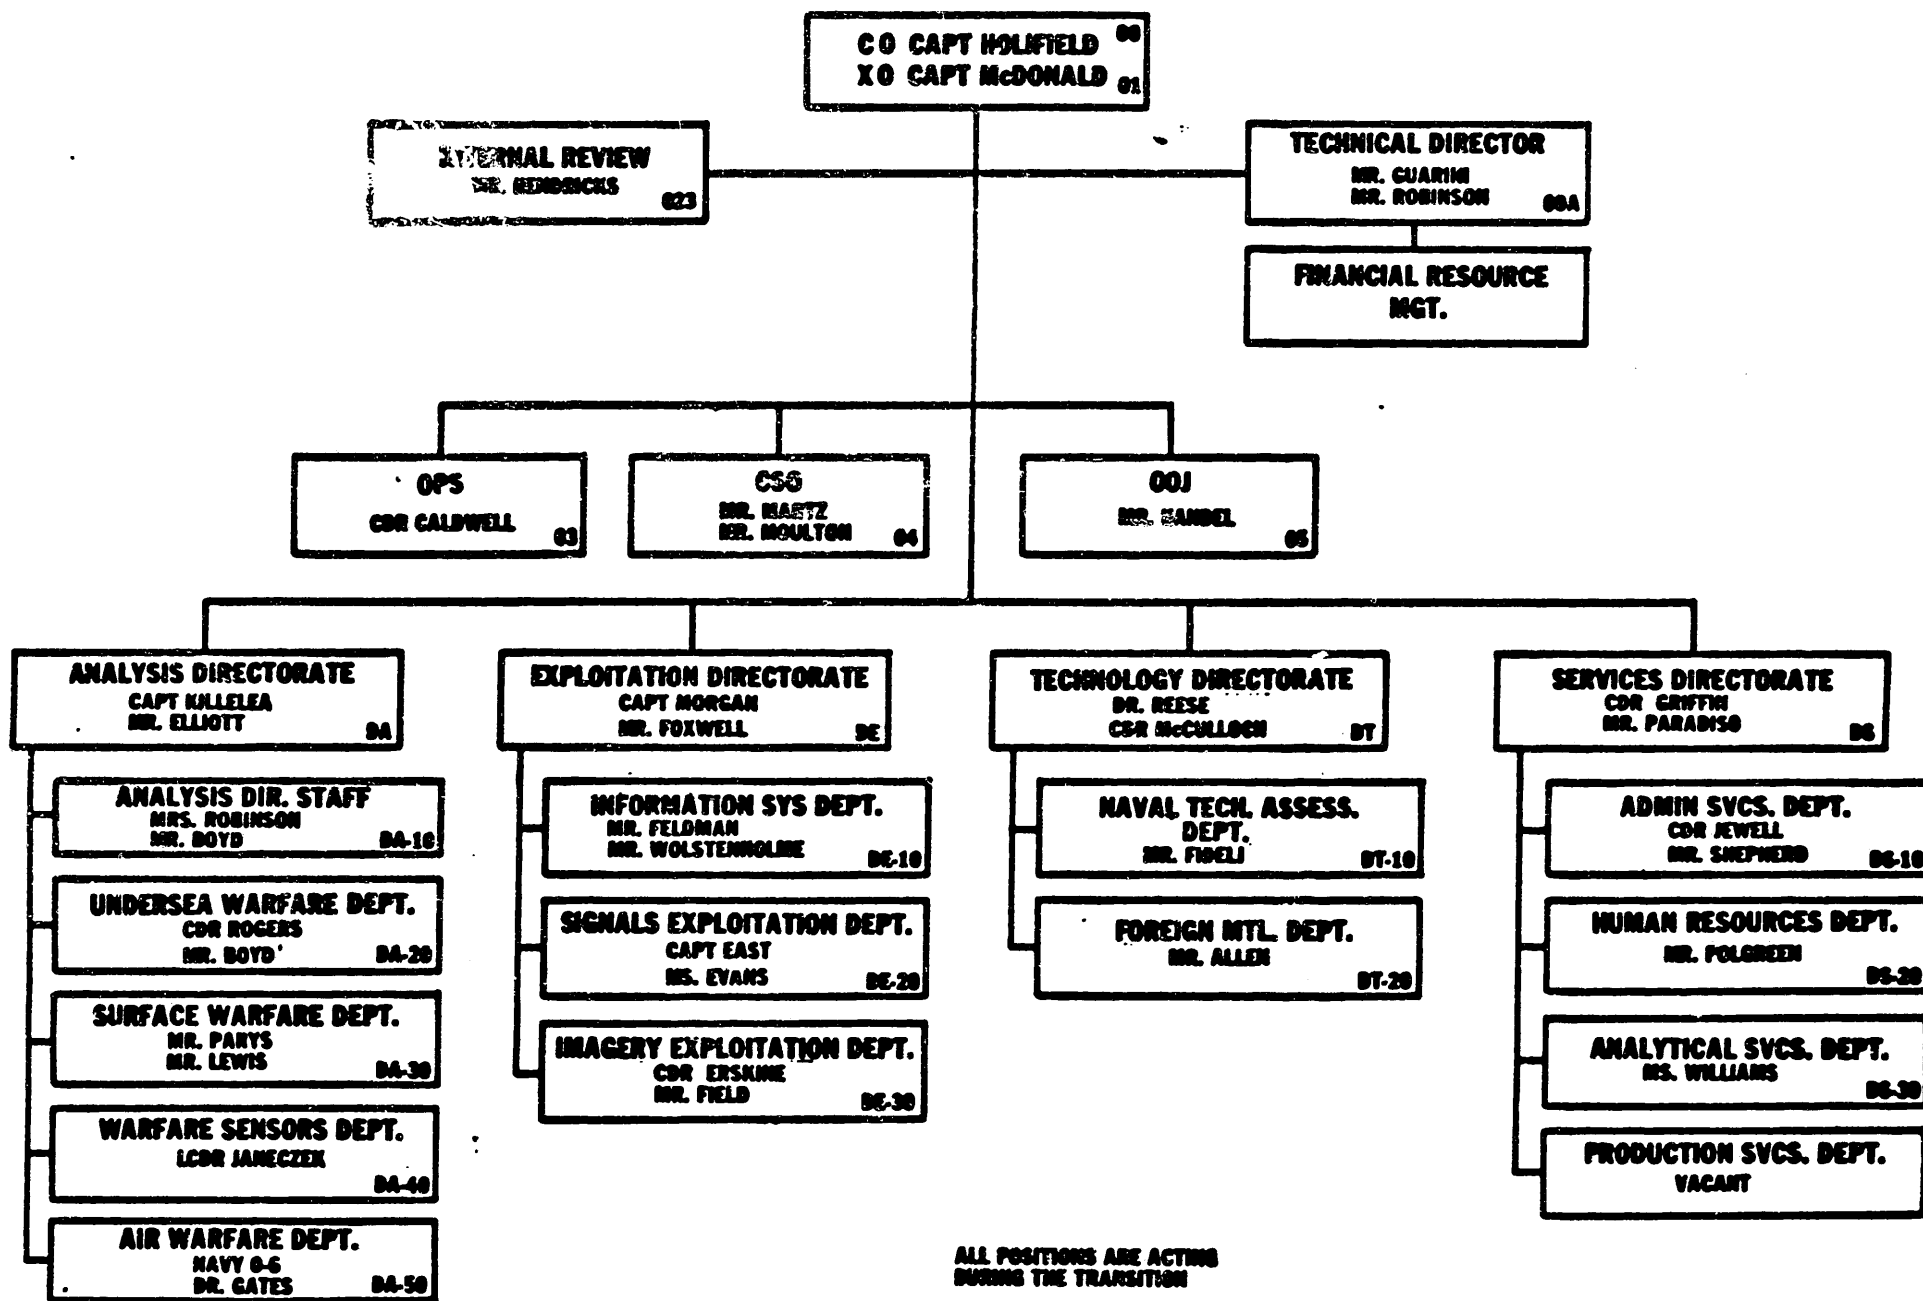 CO CAPT HOLIFIELD 00
XO CAPT McDONALD 01
REVIEW
MR. HENDRICKS
023
TECHNICAL DIRECTOR
MR. GUARINI
MR. ROBINSON 00A
FINANCIAL RESOURCE
MGT.
OPS
CDR CALDWELL
03
CSO
MR. MARTZ
MR. MOULTON 04
OOJ
MR.
05
ANALYSIS DIRECTORATE
CAPT KILLELEA
MR. ELLIOTT DA
EXPLOITATION DIRECTORATE
CAPT MORGAN
MR. FOXWELL DE
TECHNOLOGY DIRECTORATE
DR. REESE
CDR McCULLOCH DT
SERVICES DIRECTORATE
CDR GRIFFIN
MR. PARADISO DS
ANALYSIS DIR. STAFF
MRS. ROBINSON
MR. BOYD DA-10
UNDERSEA WARFARE DEPT.
CDR ROGERS
MR. BOYD DA-20
SURFACE WARFARE DEPT.
MR. PARYS
MR. LEWIS DA-30
WARFARE SENSORS DEPT.
LCDR JANECZEK
DA-40
AIR WARFARE DEPT.
NAVY O-6
DR. GATES DA-50
INFORMATION SYS DEPT.
MR. FELDMAN
MR. WOLSTENHOLME DE-10
SIGNALS EXPLOITATION DEPT.
CAPT EAST
MS. EVANS DE-20
IMAGERY EXPLOITATION DEPT.
CDR ERSKINE
MR. FIELD DE-30
NAVAL TECH. ASSESS.
DEPT.
MR. FIDELI DT-10
FOREIGN MTL. DEPT.
MR. ALLEN
DT-20
ADMIN SVCS. DEPT.
CDR JEWELL
MR. SHEPHERD DS-10
HUMAN RESOURCES DEPT.
MR. POLGREEN
DS-20
ANALYTICAL SVCS. DEPT.
MS. WILLIAMS
DS-30
PRODUCTION SVCS. DEPT.
VACANT
ALL POSITIONS ARE ACTING
DURING THE TRANSITION